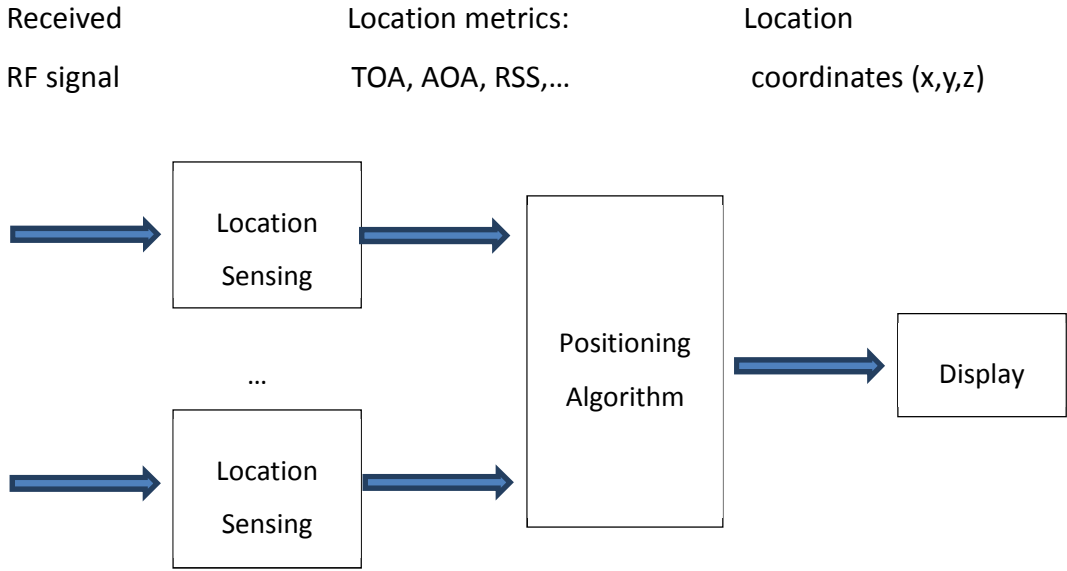 Received
RF signal
Location metrics:
TOA, AOA, RSS,...
Location
coordinates (x,y,z)
Location
Sensing
...
Location
Sensing
Positioning
Algorithm
Display